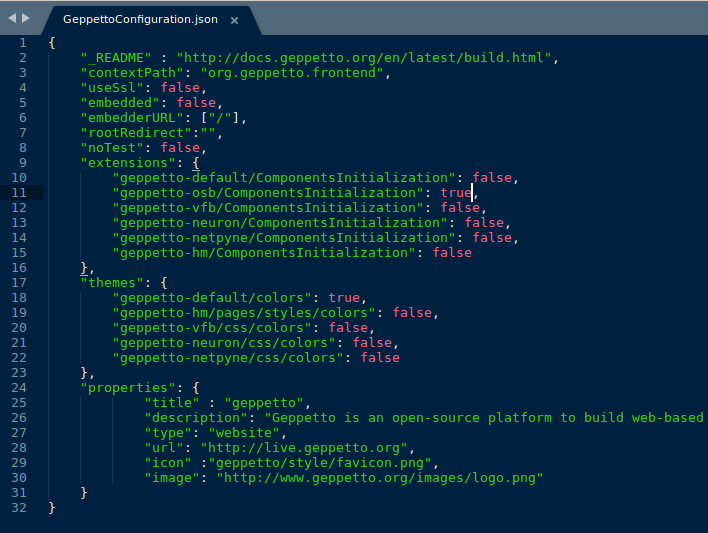 GeppettoConfiguration.json ×
1 {
2 "_README" : "http://docs.geppetto.org/en/latest/build.html",
3 "contextPath": "org.geppetto.frontend",
4 "useSsl": false,
5 "embedded": false,
6 "embedderURL": ["/"],
7 "rootRedirect":"",
8 "noTest": false,
9 "extensions": {
10 "geppetto-default/ComponentsInitialization": false,
11 "geppetto-osb/ComponentsInitialization": true,
12 "geppetto-vfb/ComponentsInitialization": false,
13 "geppetto-neuron/ComponentsInitialization": false,
14 "geppetto-netpyne/ComponentsInitialization": false,
15 "geppetto-hm/ComponentsInitialization": false
16 },
17 "themes": {
18 "geppetto-default/colors": true,
19 "geppetto-hm/pages/styles/colors": false,
20 "geppetto-vfb/css/colors": false,
21 "geppetto-neuron/css/colors": false,
22 "geppetto-netpyne/css/colors": false
23 },
24 "properties": {
25 "title" : "geppetto",
26 "description": "Geppetto is an open-source platform to build web-based
27 "type": "website",
28 "url": "http://live.geppetto.org",
29 "icon" :"geppetto/style/favicon.png",
30 "image": "http://www.geppetto.org/images/logo.png"
31 }
32 }